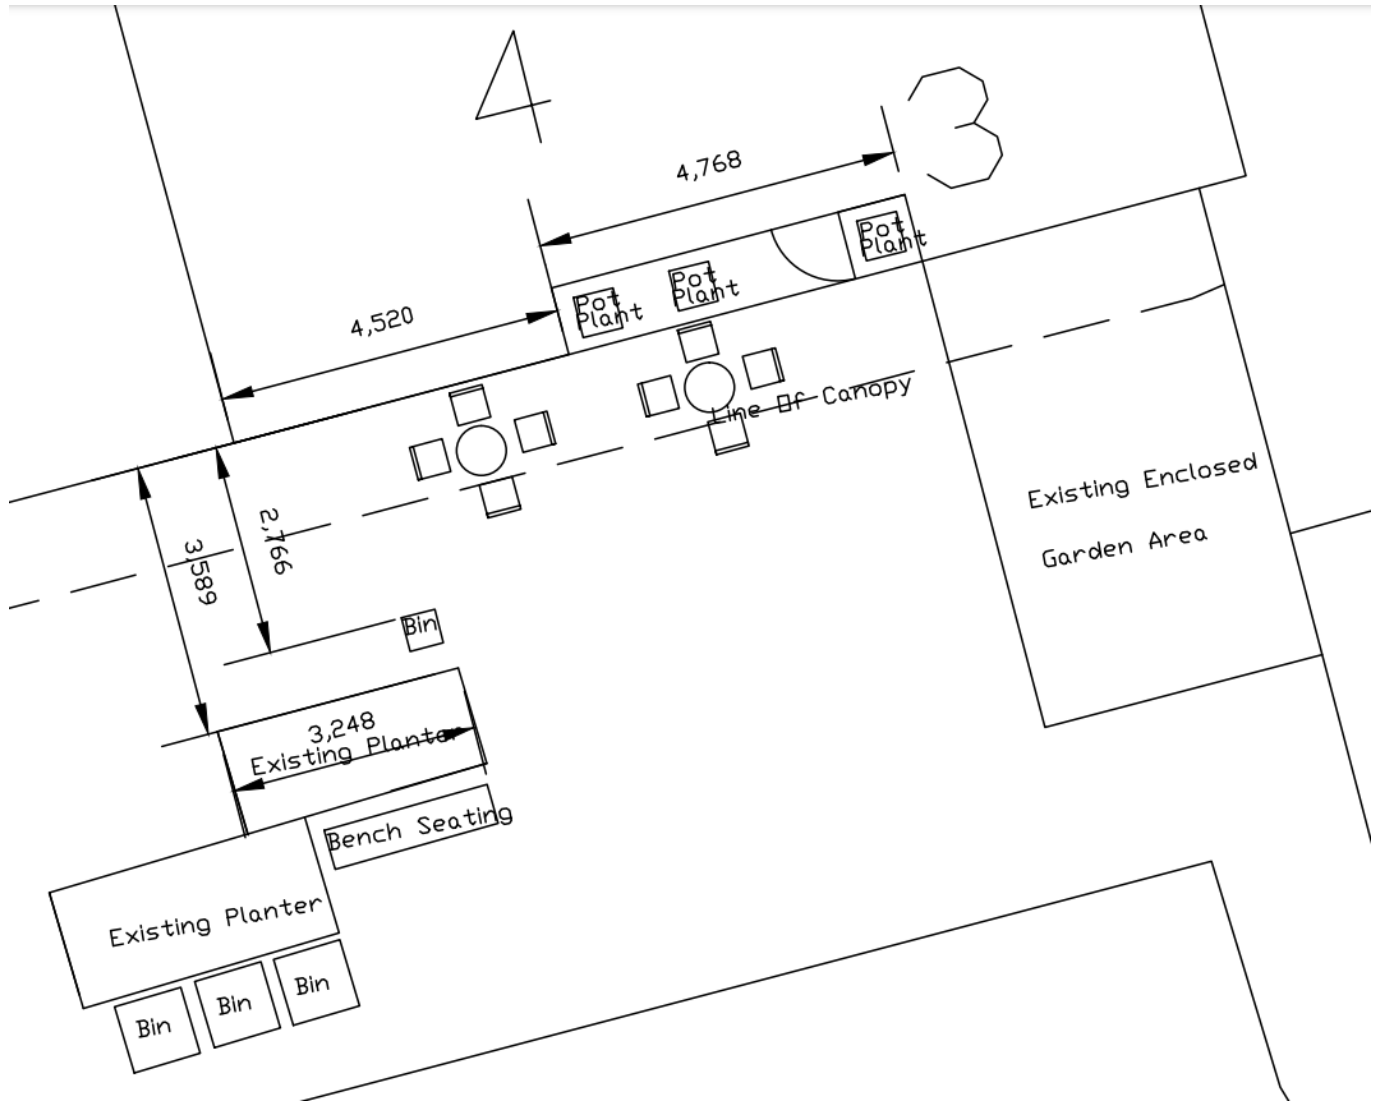 4
3
4,768
Pot
Plant
Pot
Plant
Pot
Plant
4,520
Line Of Canopy
2,766
3,589
Existing Enclosed
Garden Area
Bin
3,248
Existing Planter
Bench Seating
Existing Planter
Bin
Bin
Bin